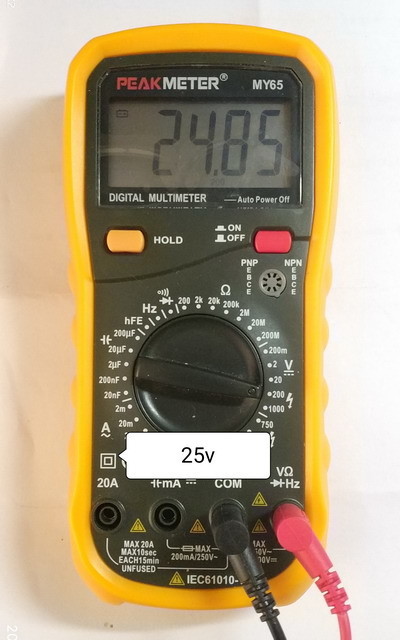 PEAKMETER® MY65
24.85
DIGITAL MULTIMETER Auto Power Off
HOLD ON
OFF
PNP NPN
E E
B B
C C
E E
Ω
Hz 200 2k 20k 200k
hFE 2M
200µF 20M
20µF 200M
2µF 200m
200nF 2 V
20nF 20
2m 200
20m 1000
A 750
25v
20A mA COM VΩ
Hz
MAX 20A
MAX10sec
EACH15min
UNFUSED
MAX
200mA/250V~
IEC61010-